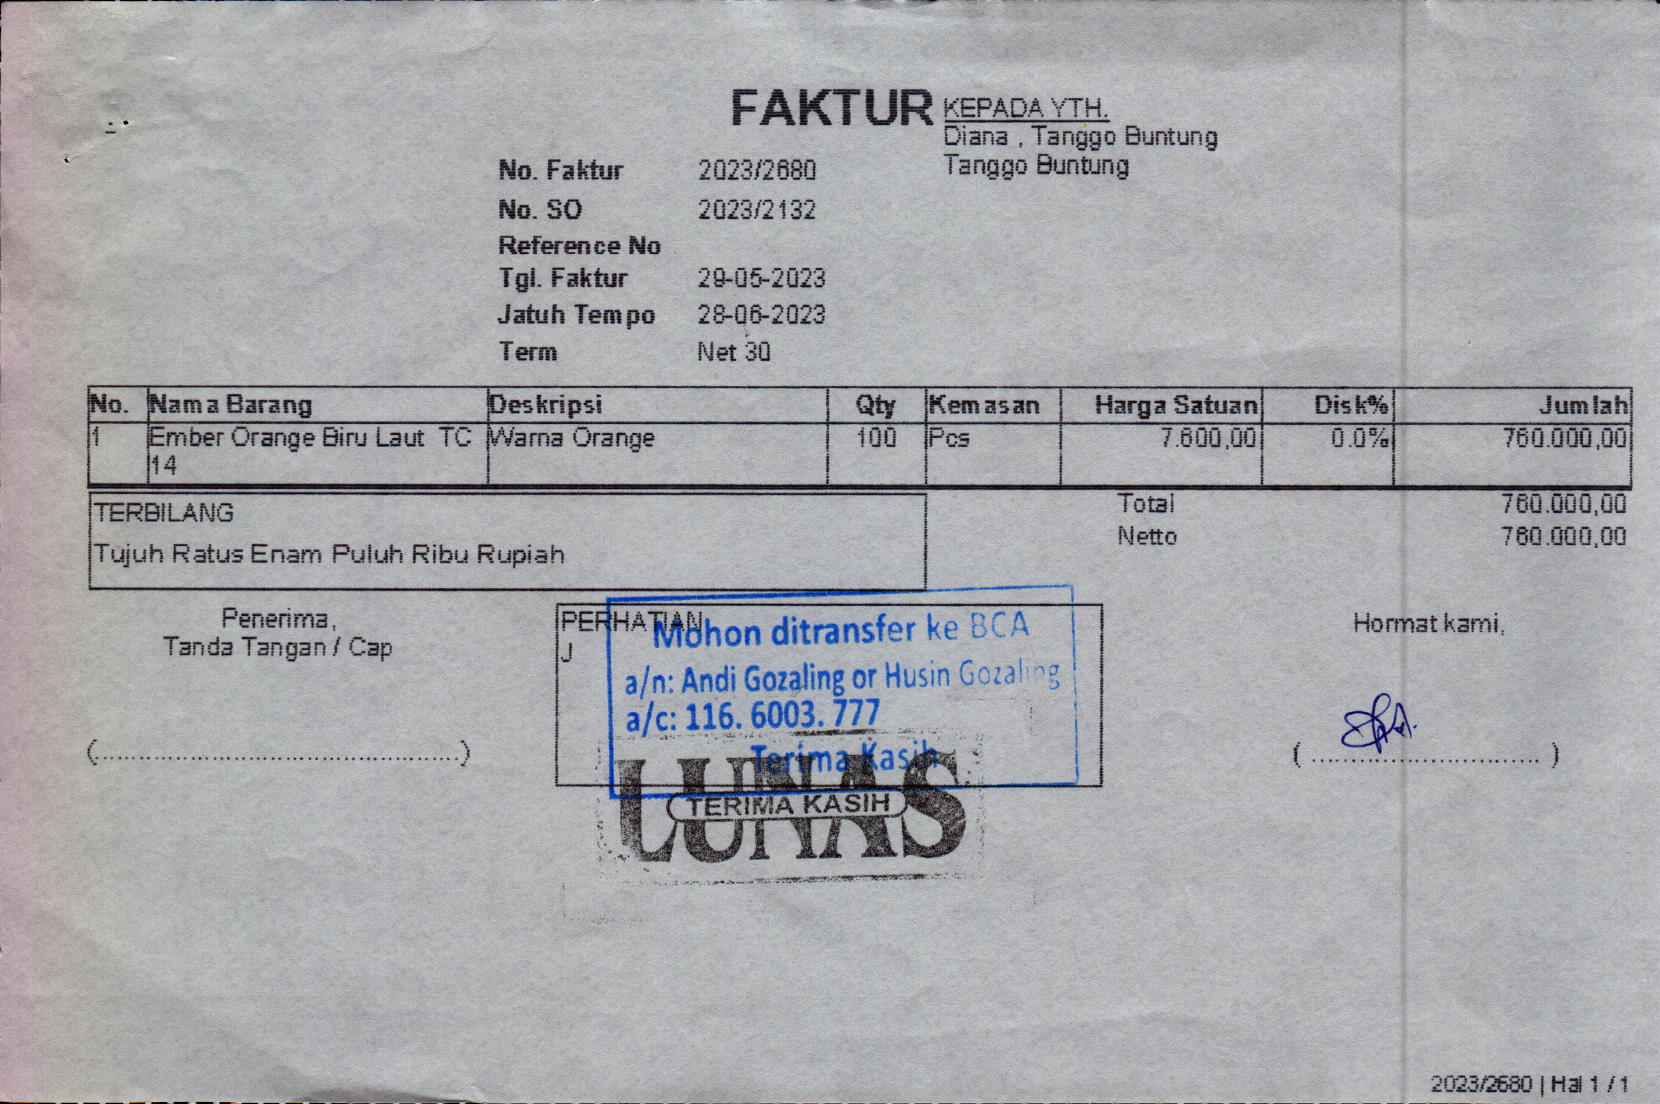 FAKTUR
KEPADA YTH.
Diana , Tanggo Buntung
Tanggo Buntung
No. Faktur 2023/2680
No. SO 2023/2132
Reference No
Tgl. Faktur 29-05-2023
Jatuh Tempo 28-06-2023
Term Net 30
No. Nama Barang Deskripsi Qty Kemasan Harga Satuan Disk% Jumlah
1 Ember Orange Biru Laut TC Warna Orange 100 Pcs 7.600,00 0.0% 760.000,00
14
Total 760.000,00
TERBILANG
Netto 760.000,00
Tujuh Ratus Enam Puluh Ribu Rupiah
Penerima,
Tanda Tangan / Cap
(............................................)
PERHATIAN
J
Mohon ditransfer ke BCA
a/n: Andi Gozaling or Husin Gozaling
a/c: 116. 6003. 777
Terima Kasih
LUNAS
TERIMA KASIH
Hormat kami,
( ............................ )
2023/2680 | Hal 1 / 1